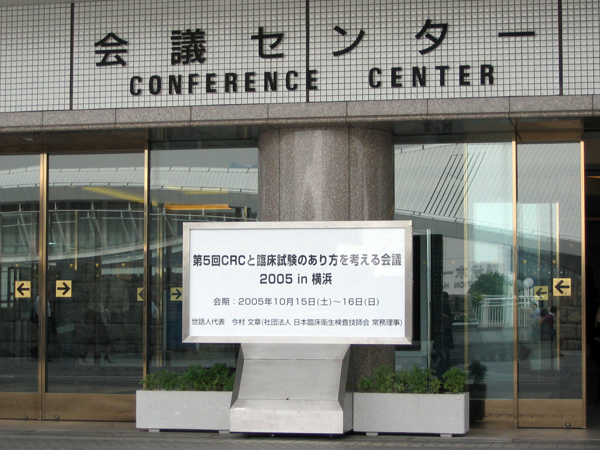 会議センター
CONFERENCE CENTER
第5回CRCと臨床試験のあり方を考える会議
2005 in 横浜
会期：2005年10月15日(土)～16日(日)
世話人代表 今村 文章(社団法人 日本臨床衛生検査技師会 常務理事)